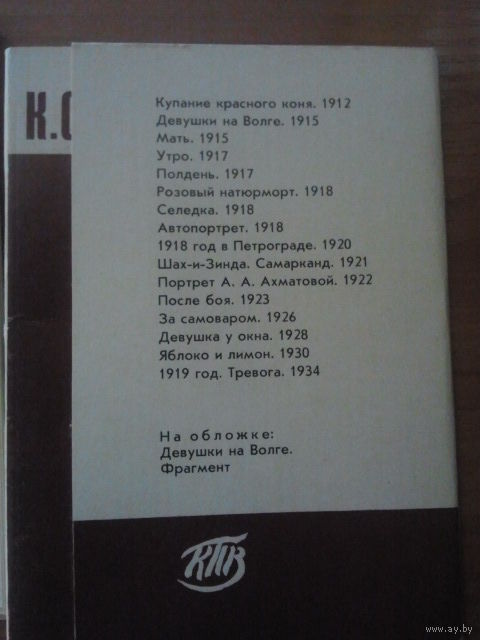 К.
Купание красного коня. 1912
Девушки на Волге. 1915
Мать. 1915
Утро. 1917
Полдень. 1917
Розовый натюрморт. 1918
Селедка. 1918
Автопортрет. 1918
1918 год в Петрограде. 1920
Шах-и-Зинда. Самарканд. 1921
Портрет А. А. Ахматовой. 1922
После боя. 1923
За самоваром. 1926
Девушка у окна. 1928
Яблоко и лимон. 1930
1919 год. Тревога. 1934
На обложке:
Девушки на Волге.
Фрагмент
КПВ
www.ay.by